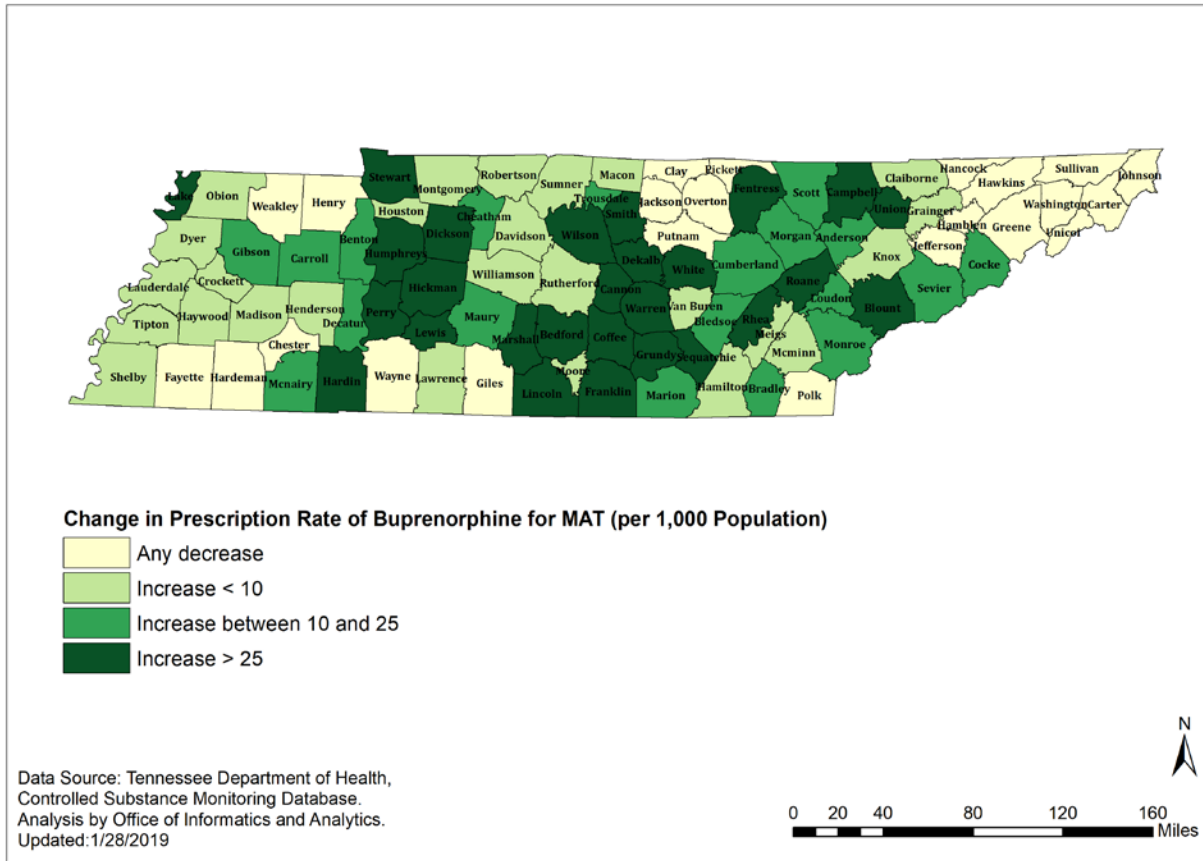 Stewart
Lake
Obion
Weakley
Henry
Montgomery
Robertson
Sumner
Macon
Clay
Pickett
Hancock
Sullivan
Johnson
Claiborne
Hawkins
Trousdale
Fentress
Scott
Campbell
Houston
Smith
Jackson
Overton
Union
Grainger
Washington
Carter
Cheatham
Hamblen
Greene
Unicoi
Dyer
Benton
Dickson
Davidson
Wilson
Putnam
Morgan
Anderson
Jefferson
Gibson
Carroll
Humphreys
Dekalb
White
Cumberland
Knox
Cocke
Crockett
Williamson
Rutherford
Cannon
Roane
Sevier
Lauderdale
Hickman
Warren
Van Buren
Loudon
Blount
Tipton
Haywood
Madison
Henderson
Decatur
Perry
Maury
Bledsoe
Rhea
Lewis
Marshall
Bedford
Coffee
Grundy
Sequatchie
Meigs
Mcminn
Monroe
Chester
Shelby
Fayette
Hardeman
Mcnairy
Hardin
Wayne
Lawrence
Giles
Lincoln
Moore
Franklin
Marion
Hamilton
Bradley
Polk
Change in Prescription Rate of Buprenorphine for MAT (per 1,000 Population)
Any decrease
Increase < 10
Increase between 10 and 25
Increase > 25
N
Data Source: Tennessee Department of Health,
Controlled Substance Monitoring Database.
Analysis by Office of Informatics and Analytics.
Updated:1/28/2019
0 20 40 80 120 160
Miles